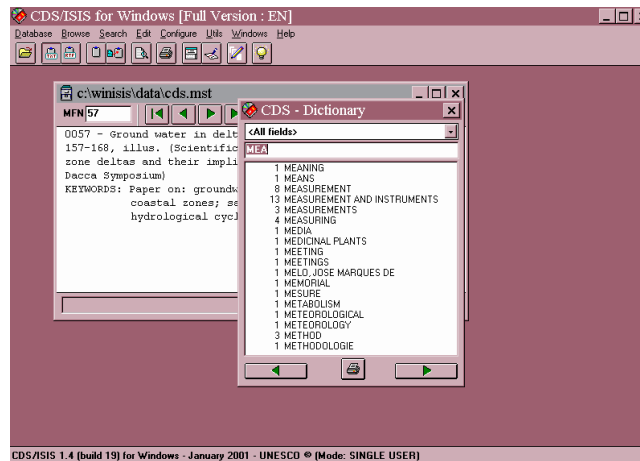 CDS/ISIS for Windows [Full Version : EN]
Database Browse Search Edit Configure Utils Windows Help
c:\winisis\data\cds.mst
MFN 57
0057 - Ground water in delt
157-168, illus. (Scientific
zone deltas and their impli
Dacca Symposium)
KEYWORDS: Paper on: groundw
coastal zones; se
hydrological cycl
CDS - Dictionary
<All fields>
MEA
1 MEANING
1 MEANS
8 MEASUREMENT
13 MEASUREMENT AND INSTRUMENTS
3 MEASUREMENTS
4 MEASURING
1 MEDIA
1 MEDICINAL PLANTS
1 MEETING
1 MEETINGS
1 MELO, JOSE MARQUES DE
1 MEMORIAL
1 MESURE
1 METABOLISM
1 METEOROLOGICAL
1 METEOROLOGY
3 METHOD
1 METHODOLOGIE
CDS/ISIS 1.4 (build 19) for Windows - January 2001 - UNESCO © (Mode: SINGLE USER)